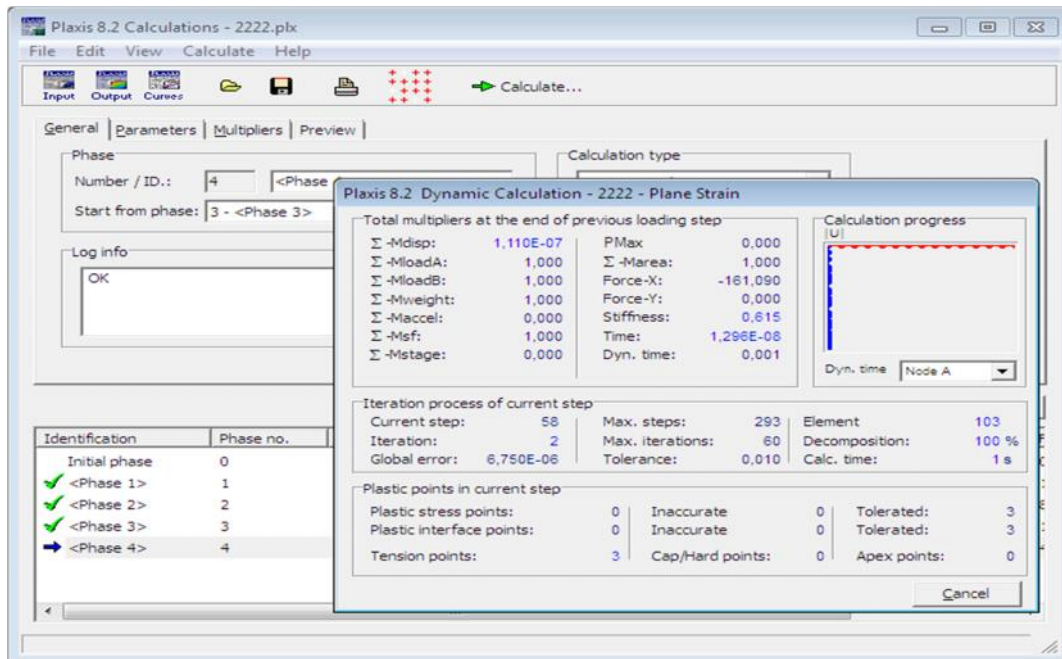 Plaxis 8.2 Calculations - 2222.plx
File Edit View Calculate Help
Input Output Curves Calculate...
General Parameters Multipliers Preview
Phase
Number / ID.: 4 <Phase
Start from phase: 3 - <Phase 3>
Calculation type
Log info
OK
Identification Phase no.
Initial phase 0
<Phase 1> 1
<Phase 2> 2
<Phase 3> 3
<Phase 4> 4
Plaxis 8.2 Dynamic Calculation - 2222 - Plane Strain
Total multipliers at the end of previous loading step
Σ -Mdisp: 1,110E-07 PMax 0,000
Σ -MloadA: 1,000 Σ -Marea: 1,000
Σ -MloadB: 1,000 Force-X: -161,090
Σ -Mweight: 1,000 Force-Y: 0,000
Σ -Maccel: 0,000 Stiffness: 0,615
Σ -Msf: 1,000 Time: 1,296E-08
Σ -Mstage: 0,000 Dyn. time: 0,001
Calculation progress
|U|
Dyn. time Node A
Iteration process of current step
Current step: 58 Max. steps: 293 Element 103
Iteration: 2 Max. iterations: 60 Decomposition: 100 %
Global error: 6,750E-06 Tolerance: 0,010 Calc. time: 1 s
Plastic points in current step
Plastic stress points: 0 Inaccurate 0 Tolerated: 3
Plastic interface points: 0 Inaccurate 0 Tolerated: 3
Tension points: 3 Cap/Hard points: 0 Apex points: 0
Cancel